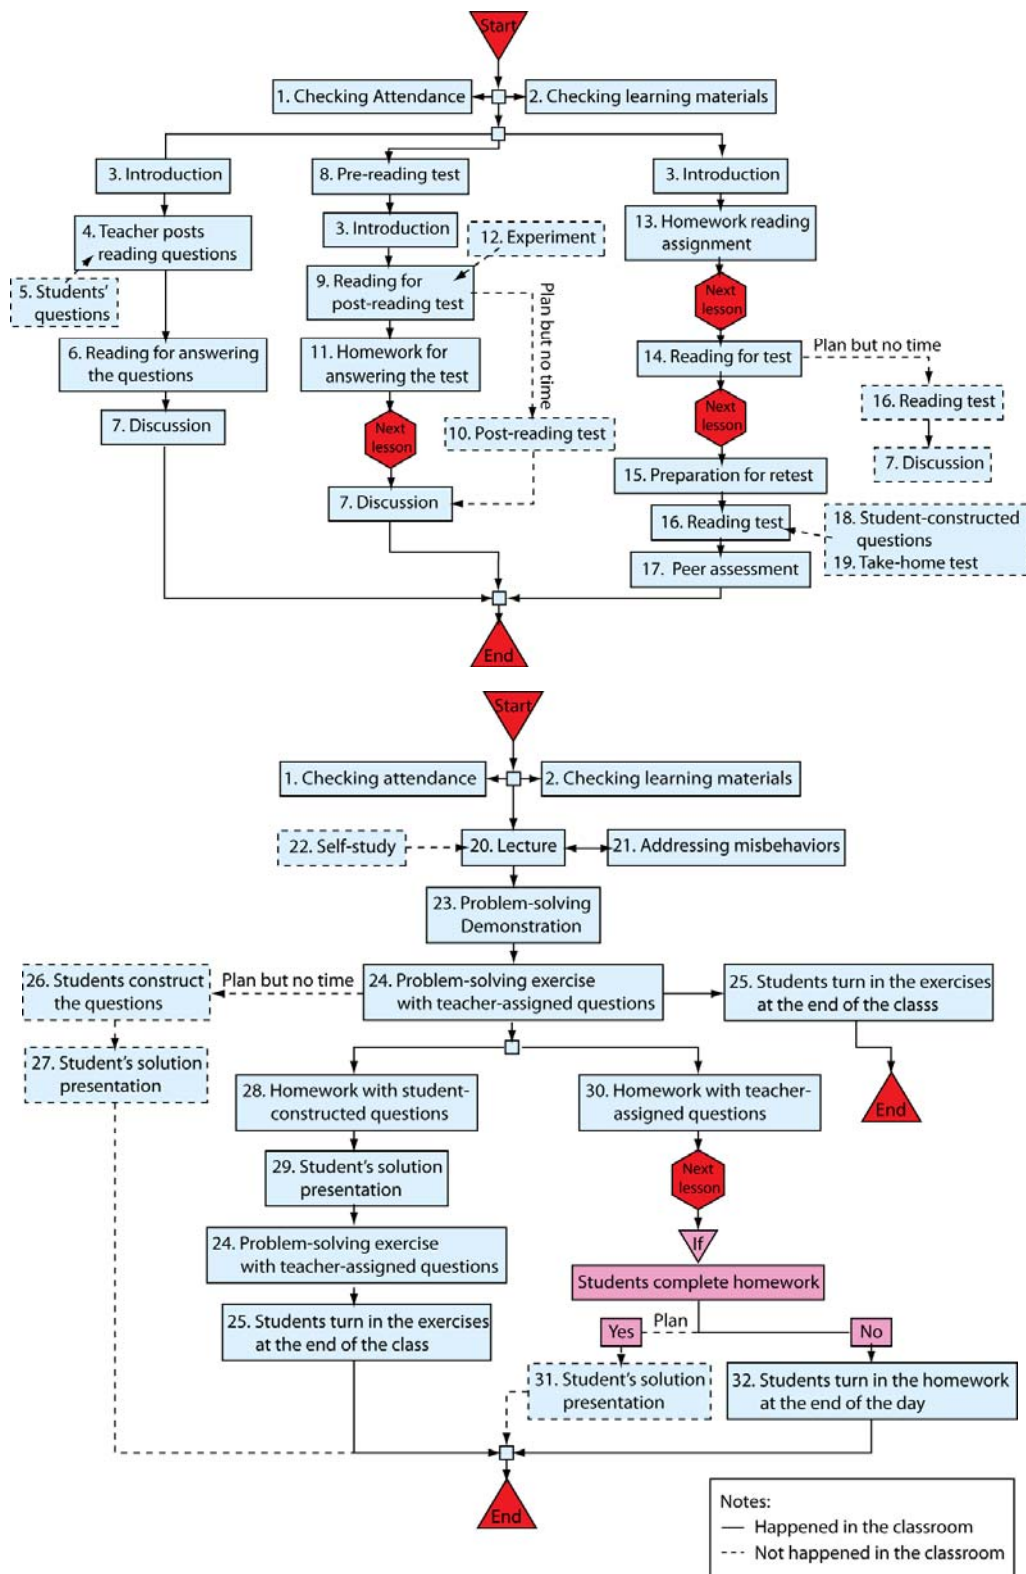 Start
1. Checking Attendance
2. Checking learning materials
3. Introduction
4. Teacher posts
reading questions
5. Students'
questions
6. Reading for answering
the questions
7. Discussion
8. Pre-reading test
3. Introduction
12. Experiment
9. Reading for
post-reading test
Plan but no time
11. Homework for
answering the test
Next
lesson
10. Post-reading test
7. Discussion
3. Introduction
13. Homework reading
assignment
Next
lesson
14. Reading for test
Plan but no time
16. Reading test
7. Discussion
Next
lesson
15. Preparation for retest
16. Reading test
18. Student-constructed
questions
19. Take-home test
17. Peer assessment
End
Start
1. Checking attendance
2. Checking learning materials
22. Self-study
20. Lecture
21. Addressing misbehaviors
23. Problem-solving
Demonstration
26. Students construct
the questions
Plan but no time
24. Problem-solving exercise
with teacher-assigned questions
25. Students turn in the exercises
at the end of the classs
End
27. Student's solution
presentation
28. Homework with student-
constructed questions
30. Homework with teacher-
assigned questions
29. Student's solution
presentation
Next
lesson
24. Problem-solving exercise
with teacher-assigned questions
If
Students complete homework
25. Students turn in the exercises
at the end of the class
Yes
Plan
No
31. Student's solution
presentation
32. Students turn in the homework
at the end of the day
End
Notes:
Happened in the classroom
Not happened in the classroom